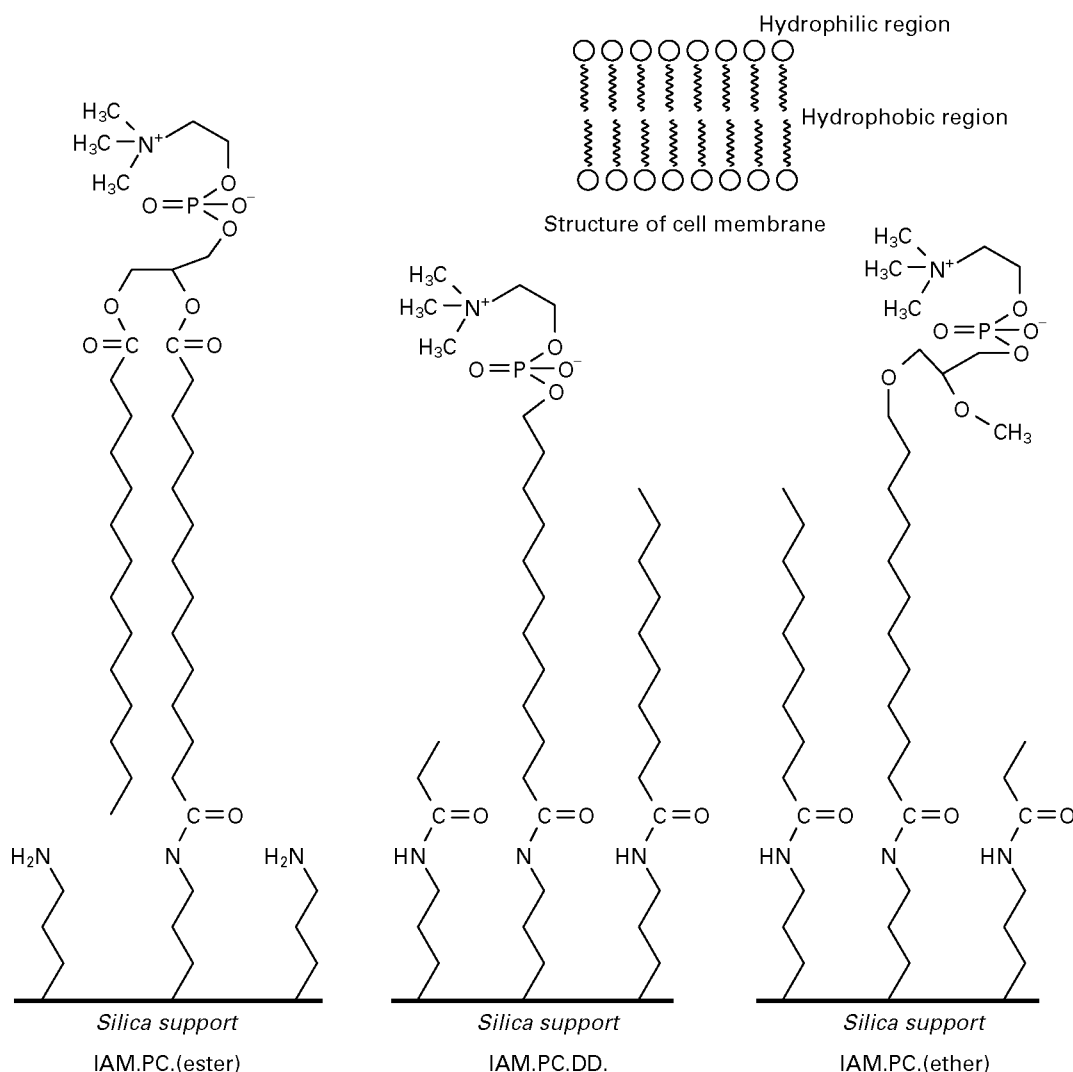 Hydrophilic region
Hydrophobic region
Structure of cell membrane
H₃C
H₃C
H₃C
N⁺
O
O=P–O⁻
O
O
O
O=C
C=O
C=O
H₂N
N
H₂N
Silica support
IAM.PC.(ester)
H₃C
H₃C
H₃C
N⁺
O
O=P–O⁻
O
C=O
C=O
C=O
HN
N
HN
Silica support
IAM.PC.DD.
H₃C
H₃C
H₃C
N⁺
O
O=P–O⁻
O
O
O
CH₃
C=O
C=O
C=O
HN
N
HN
Silica support
IAM.PC.(ether)